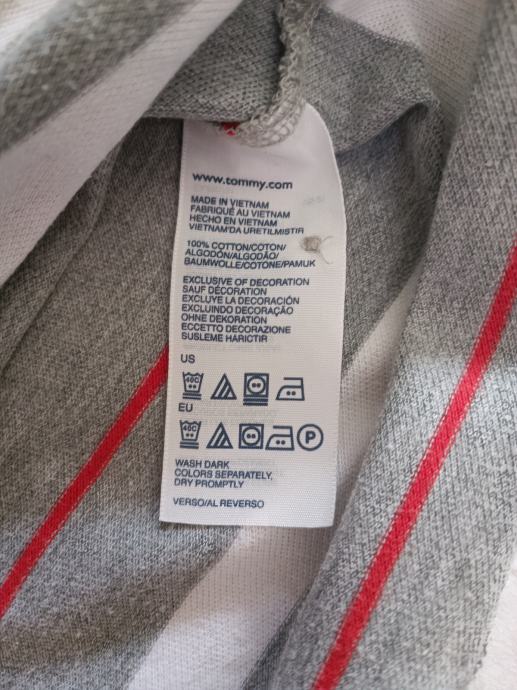 www.tommy.com
MADE IN VIETNAM
FABRIQUÉ AU VIETNAM
HECHO EN VIETNAM
VIETNAM'DA URETILMISTIR
100% COTTON/COTON/
ALGODÓN/ALGODÃO/
BAUMWOLLE/COTONE/PAMUK
EXCLUSIVE OF DECORATION
SAUF DÉCORATION
EXCLUYE LA DECORACIÓN
EXCLUINDO DECORAÇÃO
OHNE DEKORATION
ECCETTO DECORAZIONE
SUSLEME HARICTIR
US
40C
EU
40C
P
WASH DARK
COLORS SEPARATELY,
DRY PROMPTLY
VERSO/AL REVERSO